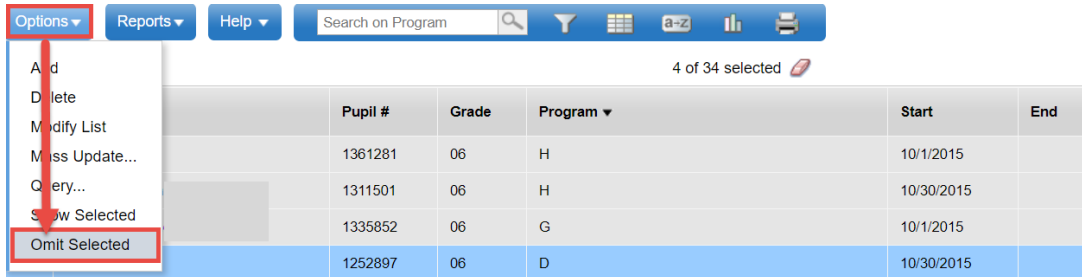 Options Reports Help Search on Program a-z
Add 4 of 34 selected
Delete
Modify List Pupil # Grade Program Start End
Mass Update... 1361281 06 H 10/1/2015
Query... 1311501 06 H 10/30/2015
Show Selected 1335852 06 G 10/1/2015
Omit Selected
1252897 06 D 10/30/2015